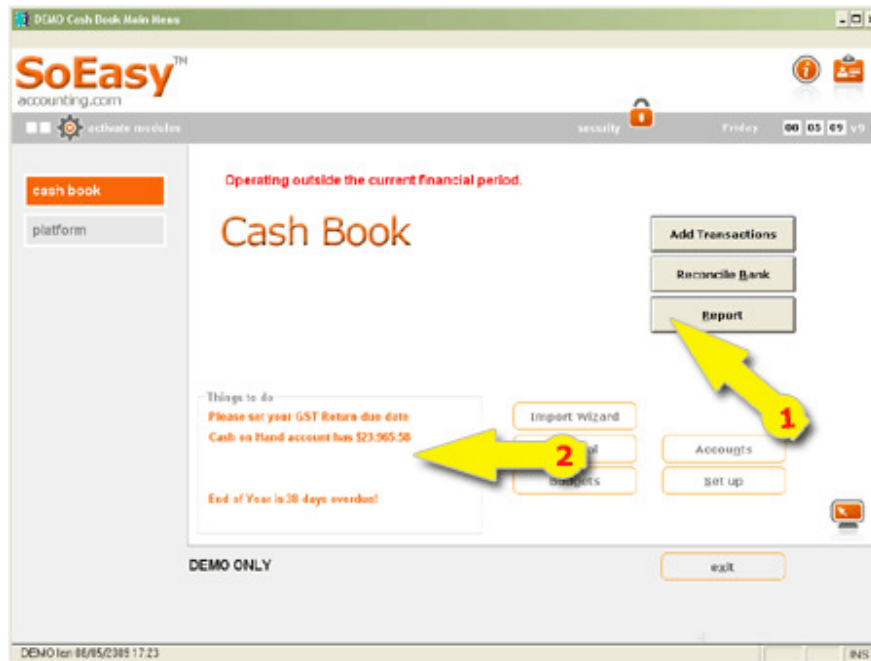 DEMO Cash Book Main Menu
SoEasy™
accounting.com
activate modules
security
Friday
v9
cash book
platform
Operating outside the current financial period.
Cash Book
Add Transactions
Reconcile Bank
Report
1
Things to do
Please set your GST Return due date
Cash on Hand account has $23,965.58
End of Year is 38 days overdue!
Import Wizard
2
Accounts
Budgets
Set up
DEMO ONLY
exit
INS